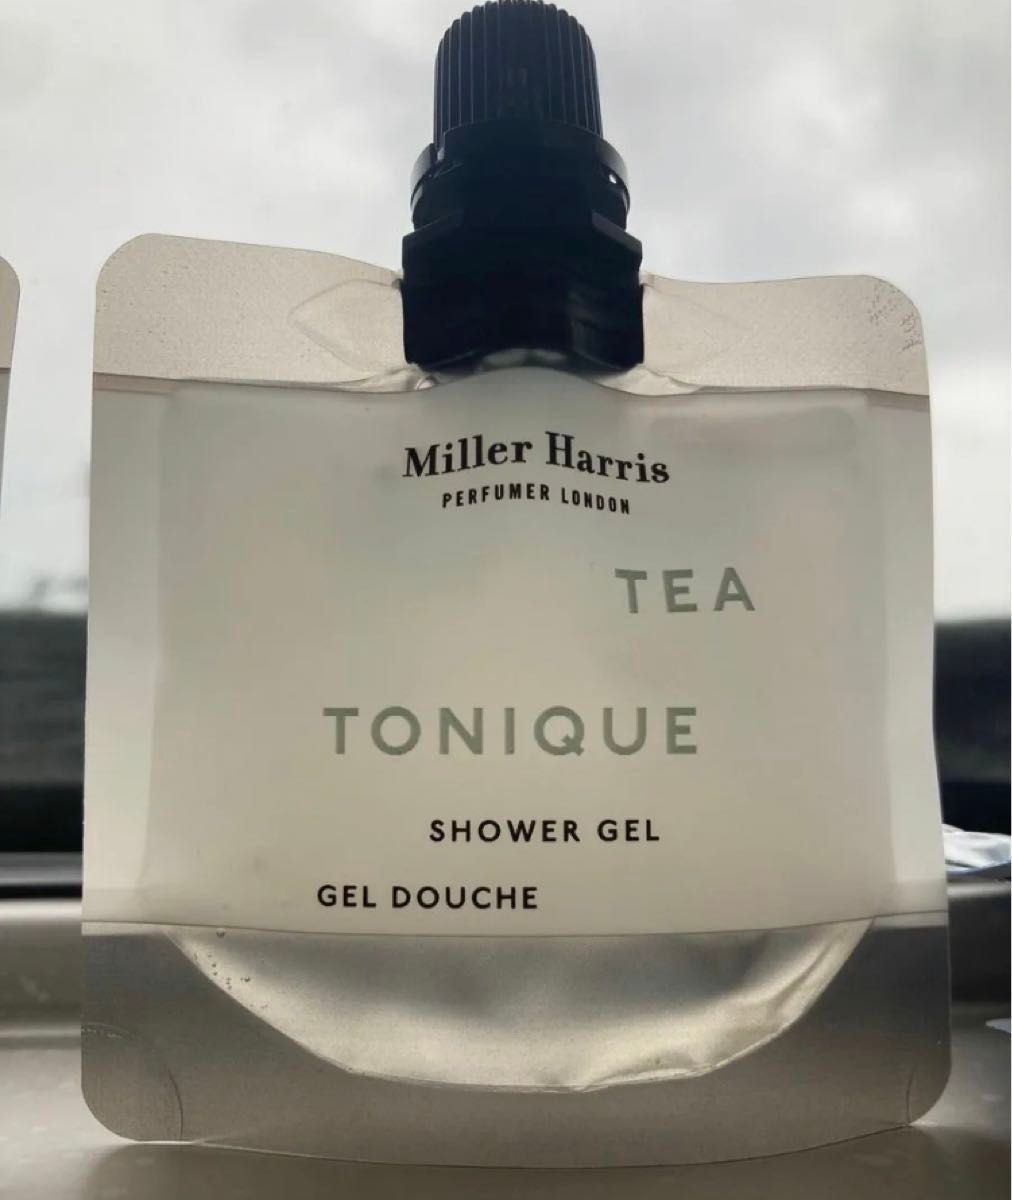 Miller Harris
PERFUMER LONDON
TEA
TONIQUE
SHOWER GEL
GEL DOUCHE